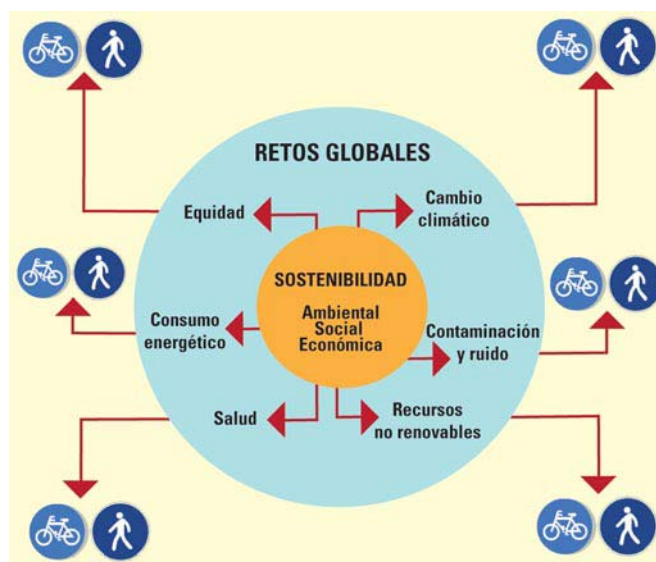 RETOS GLOBALES
Equidad
Cambio
climático
SOSTENIBILIDAD
Ambiental
Social
Económica
Consumo
energético
Contaminación
y ruido
Salud
Recursos
no renovables